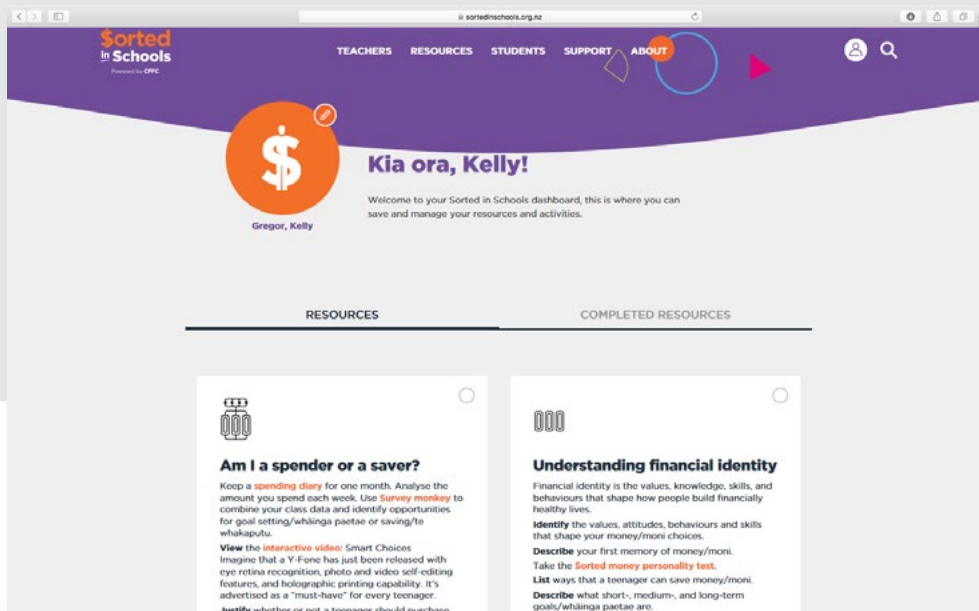 sortedinschools.org.nz
$orted
in Schools
Powered by CFFC
TEACHERS RESOURCES STUDENTS SUPPORT ABOUT
$
Kia ora, Kelly!
Welcome to your Sorted in Schools dashboard, this is where you can
save and manage your resources and activities.
Gregor, Kelly
RESOURCES
COMPLETED RESOURCES
Am I a spender or a saver?
Keep a spending diary for one month. Analyse the
amount you spend each week. Use Survey monkey to
combine your class data and identify opportunities
for goal setting/whāinga paetae or saving/te
whakaputu.
View the interactive video: Smart Choices
Imagine that a Y-Fone has just been released with
eye retina recognition, photo and video self-editing
features, and holographic printing capability. It's
advertised as a "must-have" for every teenager.
Justify whether or not a teenager should purchase
Understanding financial identity
Financial identity is the values, knowledge, skills, and
behaviours that shape how people build financially
healthy lives.
Identify the values, attitudes, behaviours and skills
that shape your money/moni choices.
Describe your first memory of money/moni.
Take the Sorted money personality test.
List ways that a teenager can save money/moni.
Describe what short-, medium-, and long-term
goals/whāinga paetae are.